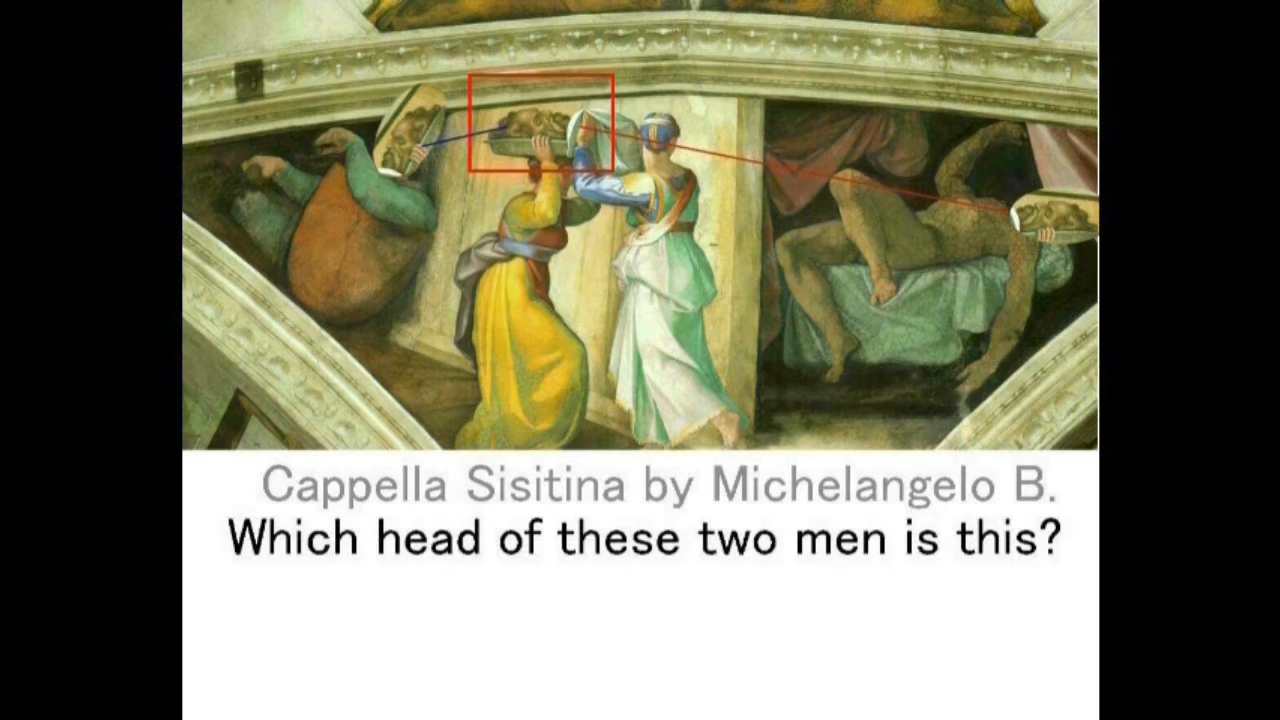 Cappella Sisitina by Michelangelo B.
Which head of these two men is this?